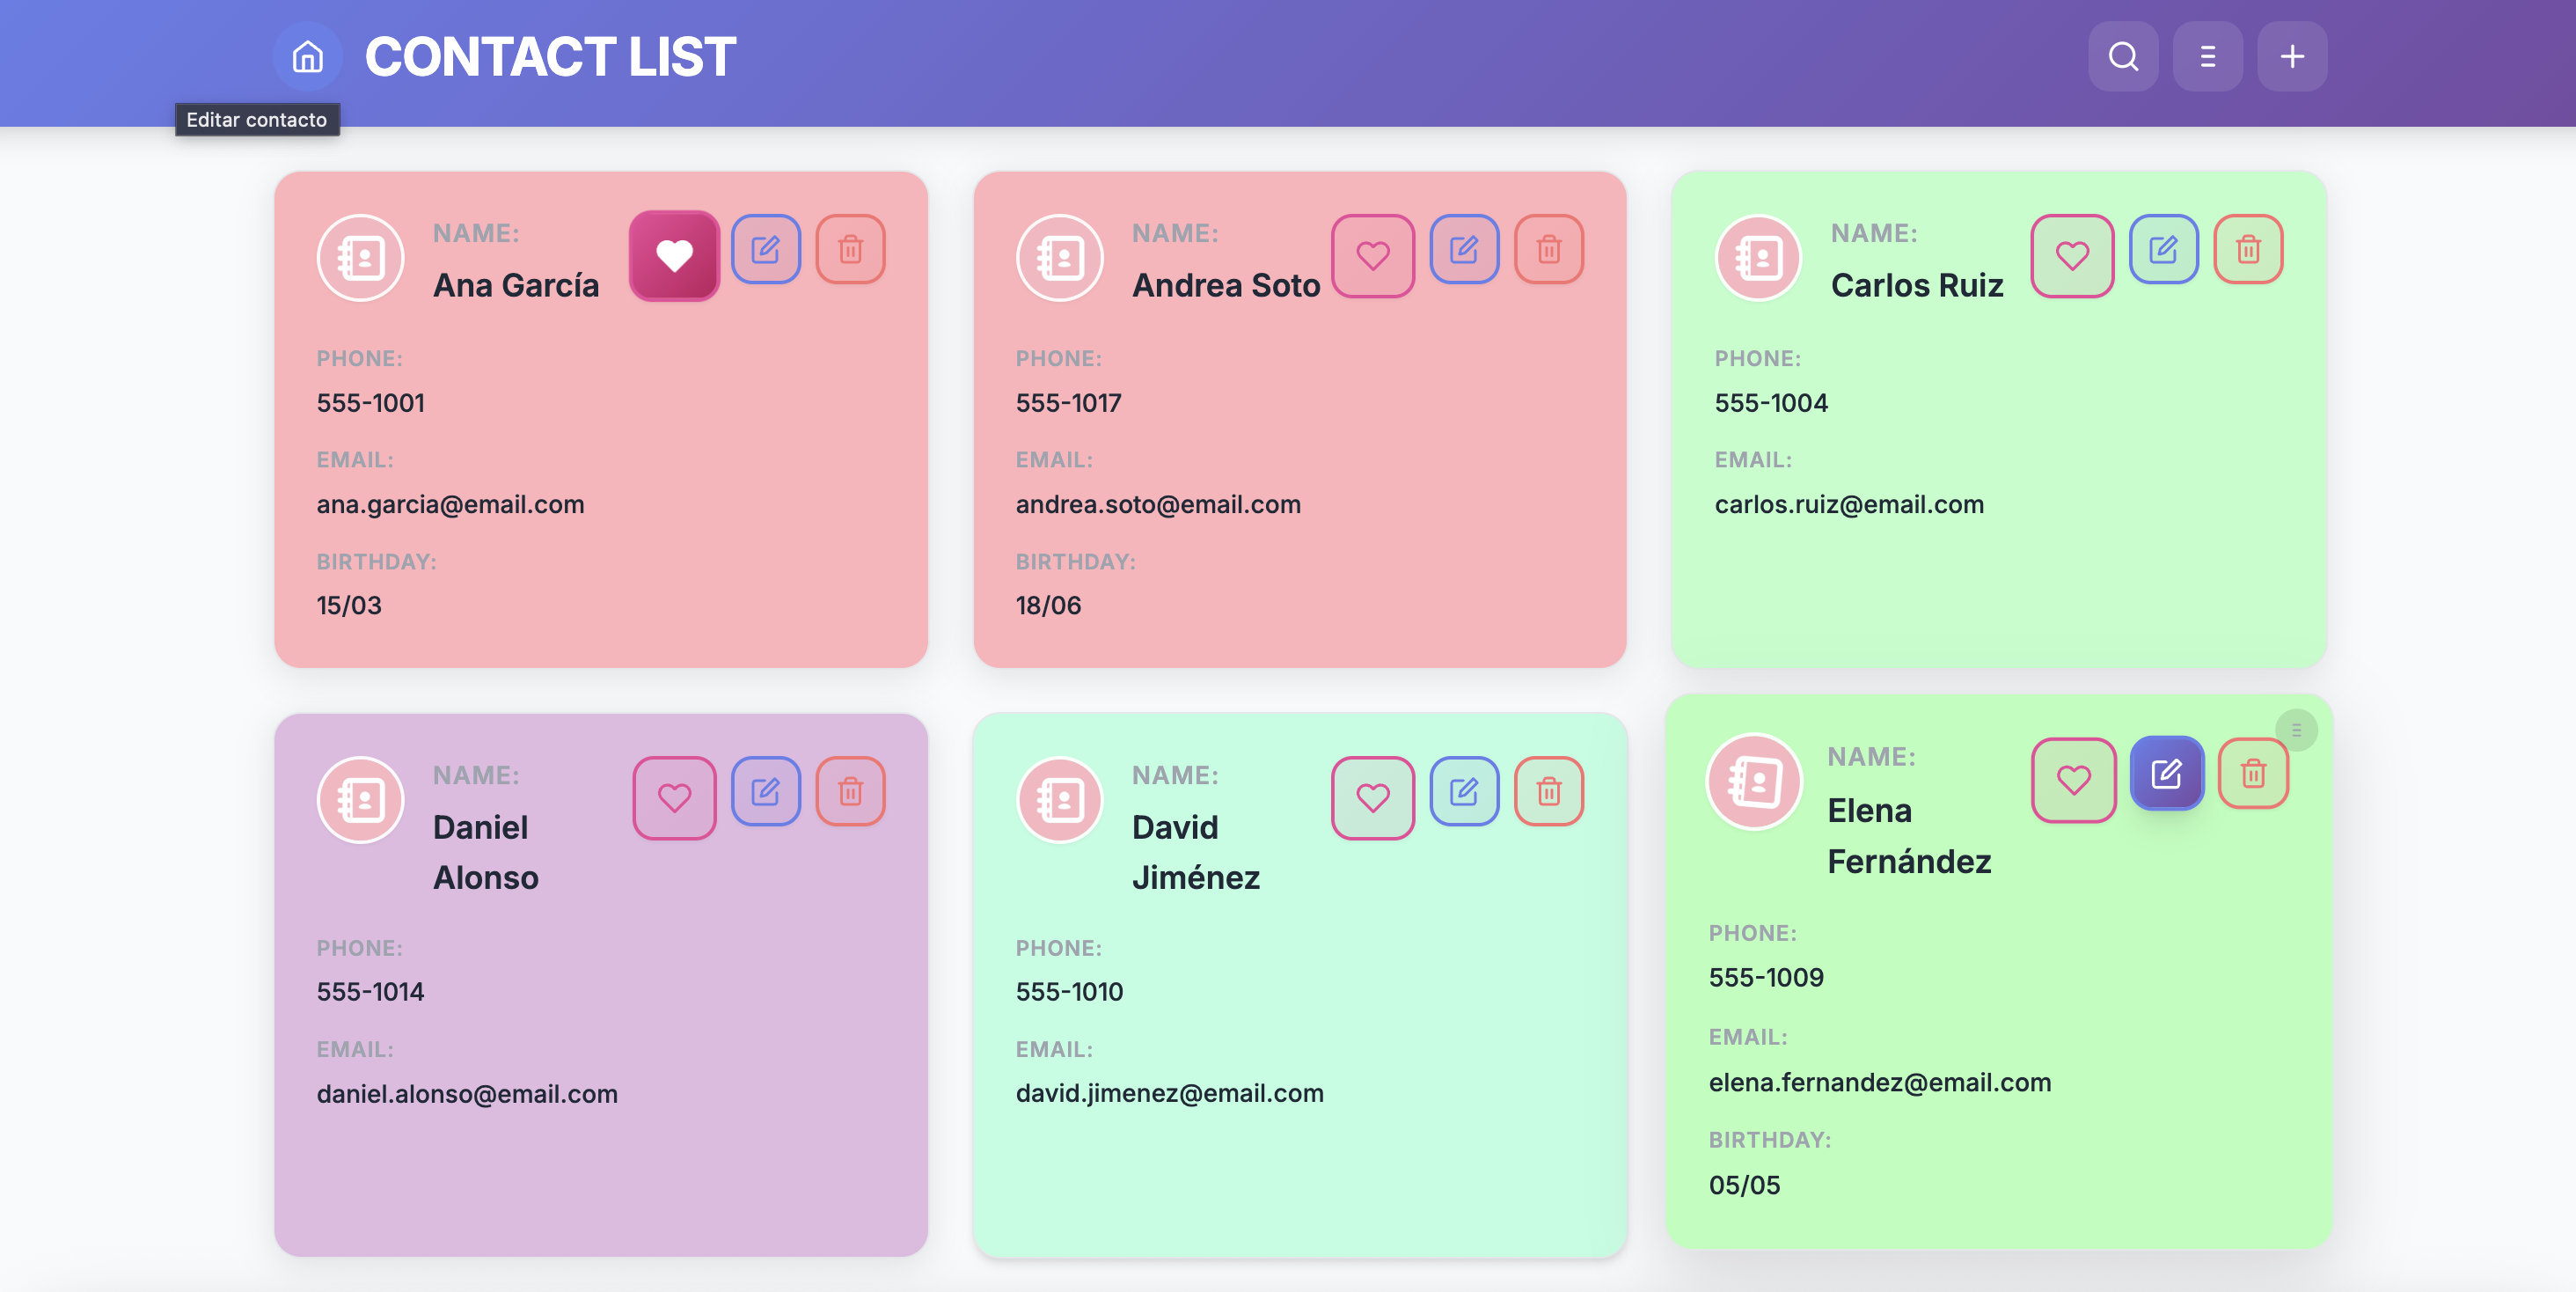 CONTACT LIST
Editar contacto
NAME:
Ana García
PHONE:
555-1001
EMAIL:
ana.garcia@email.com
BIRTHDAY:
15/03
NAME:
Andrea Soto
PHONE:
555-1017
EMAIL:
andrea.soto@email.com
BIRTHDAY:
18/06
NAME:
Carlos Ruiz
PHONE:
555-1004
EMAIL:
carlos.ruiz@email.com
NAME:
Daniel
Alonso
PHONE:
555-1014
EMAIL:
daniel.alonso@email.com
NAME:
David
Jiménez
PHONE:
555-1010
EMAIL:
david.jimenez@email.com
NAME:
Elena
Fernández
PHONE:
555-1009
EMAIL:
elena.fernandez@email.com
BIRTHDAY:
05/05